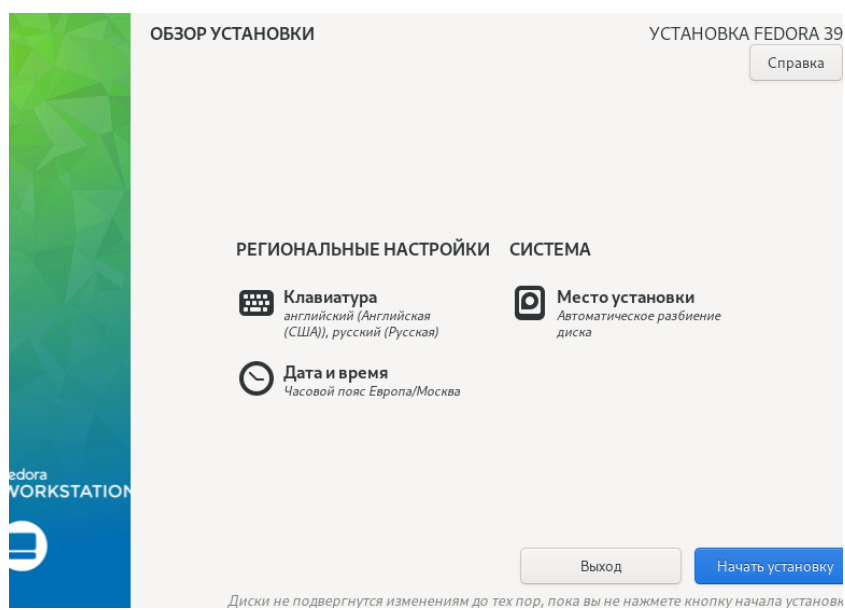 ОБЗОР УСТАНОВКИ
УСТАНОВКА FEDORA 39
Справка
РЕГИОНАЛЬНЫЕ НАСТРОЙКИ
СИСТЕМА
Клавиатура
английский (Английская
(США)), русский (Русская)
Место установки
Автоматическое разбиение
диска
Дата и время
Часовой пояс Европа/Москва
edora
WORKSTATION
Выход
Начать установку
Диски не подвергнутся изменениям до тех пор, пока вы не нажмете кнопку начала установк